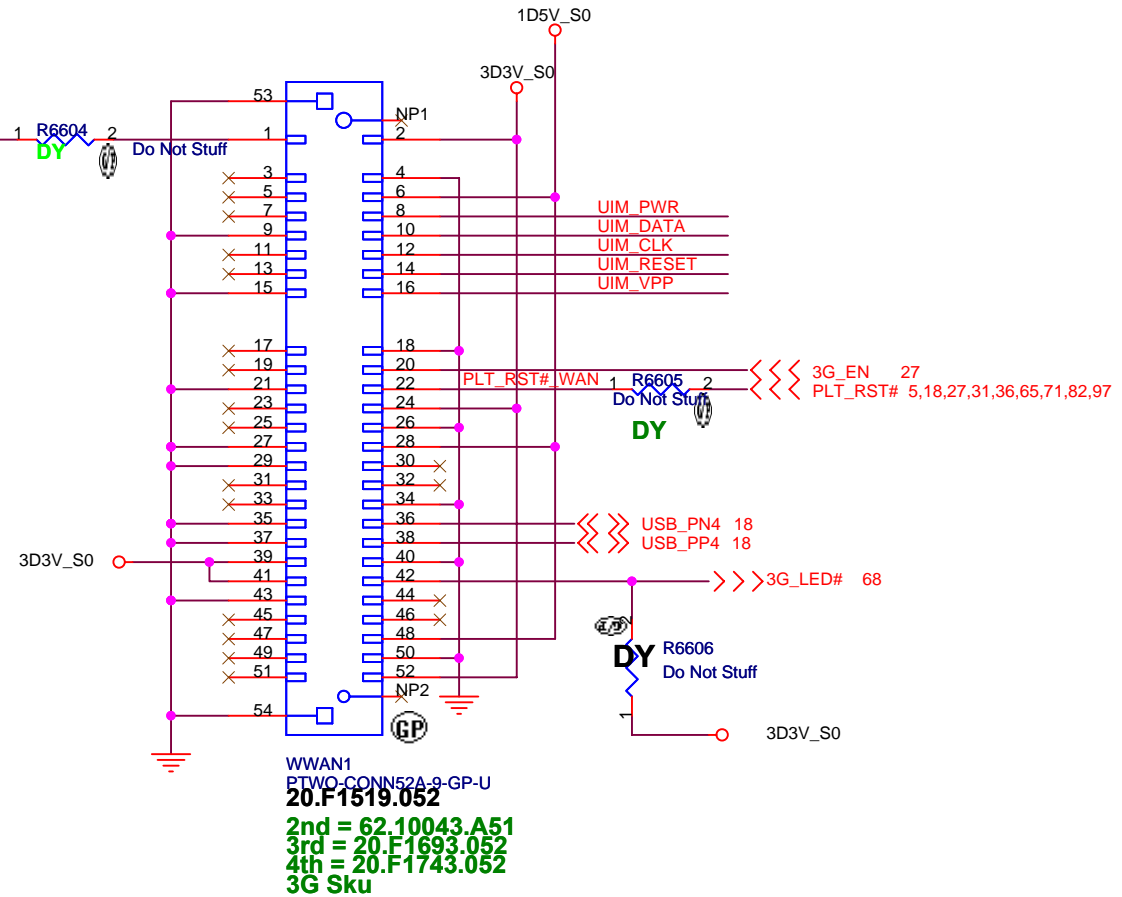 1D5V_S0
3D3V_S0
53
NP1
1 R6604 2
DY
Do Not Stuff
1 2
3 4
5 6
7 8 UIM_PWR
9 10 UIM_DATA
11 12 UIM_CLK
13 14 UIM_RESET
15 16 UIM_VPP
17 18
19 20 3G_EN 27
21 22 PLT_RST#_WAN 1 R6605 2 PLT_RST# 5,18,27,31,36,65,71,82,97
Do Not Stuff
DY
23 24
25 26
27 28
29 30
31 32
33 34
35 36 USB_PN4 18
37 38 USB_PP4 18
3D3V_S0 39 40
41 42 3G_LED# 68
43 44
45 46
47 48
49 50
51 52
2
DY R6606
Do Not Stuff
1
3D3V_S0
NP2
54
GP
WWAN1
PTWO-CONN52A-9-GP-U
20.F1519.052
2nd = 62.10043.A51
3rd = 20.F1693.052
4th = 20.F1743.052
3G Sku